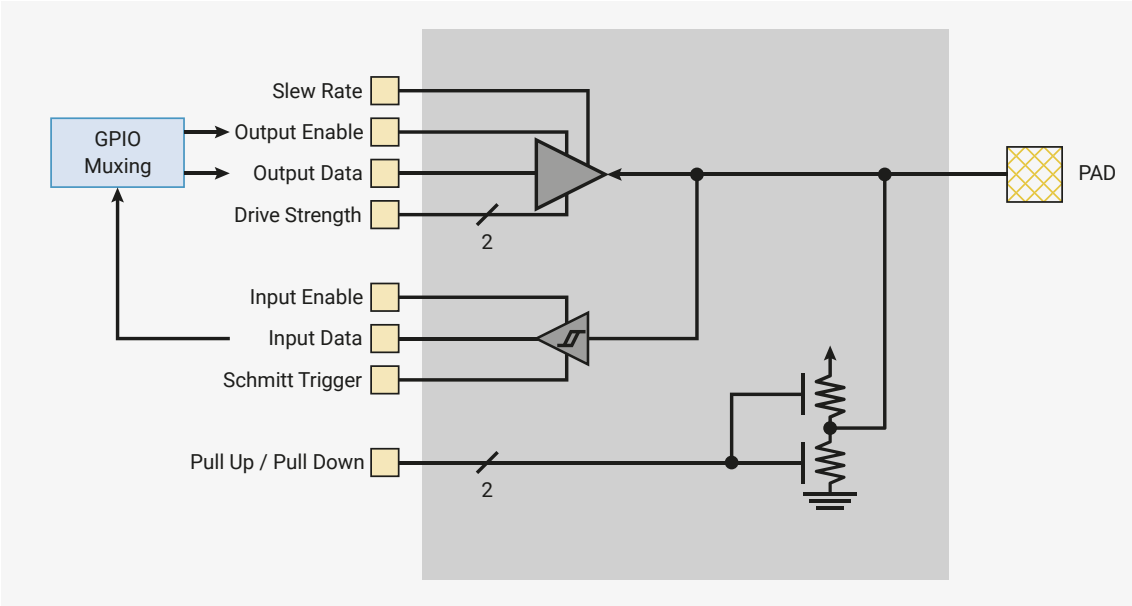 Slew Rate
Output Enable
GPIO
Muxing
Output Data
PAD
Drive Strength
2
Input Enable
Input Data
Schmitt Trigger
Pull Up / Pull Down
2